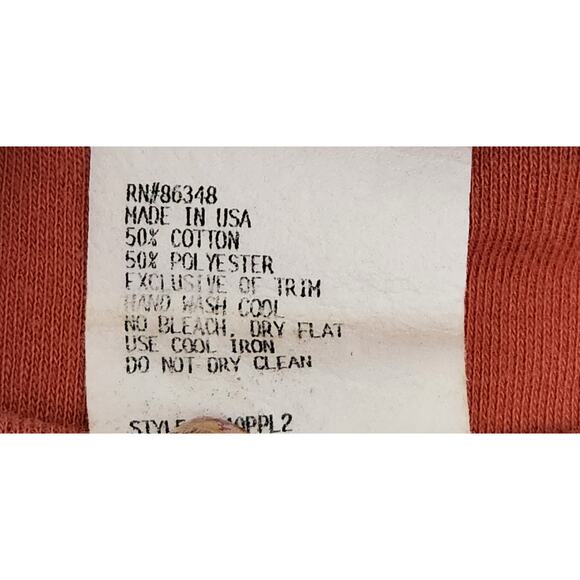 RN#86348
MADE IN USA
50% COTTON
50% POLYESTER
EXCLUSIVE OF TRIM
HAND WASH COOL
NO BLEACH, DRY FLAT
USE COOL IRON
DO NOT DRY CLEAN
STYLE